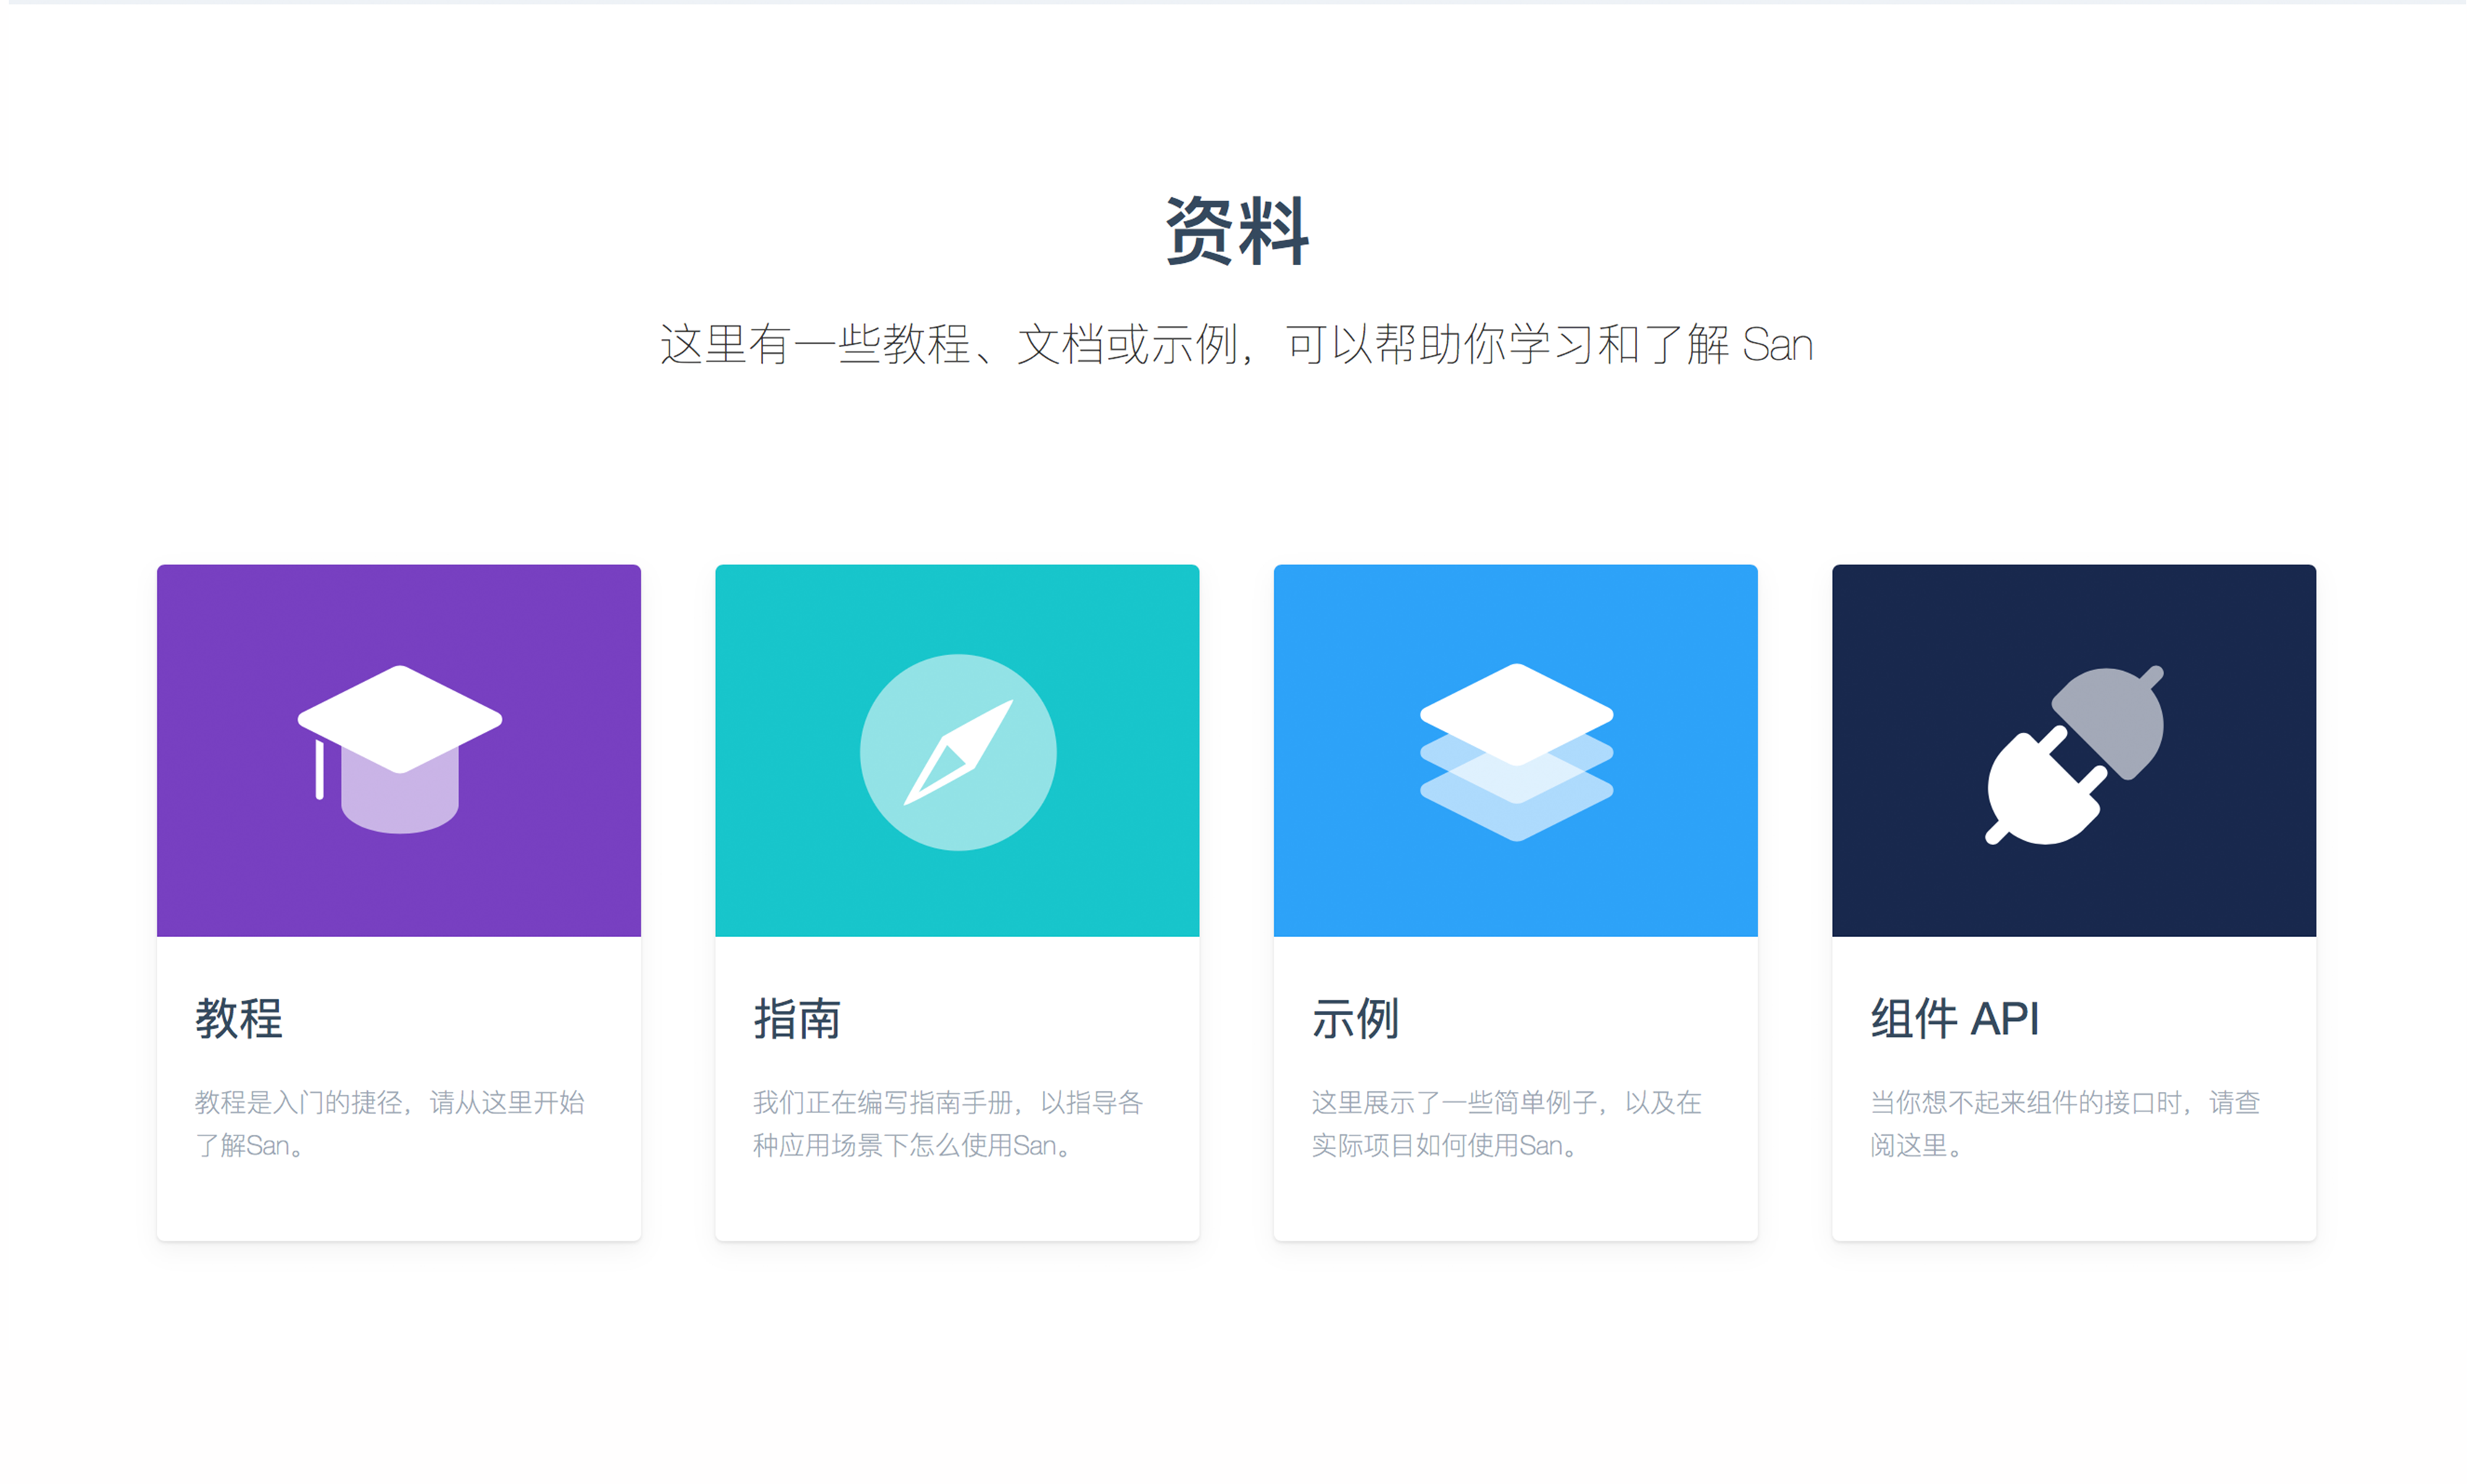 资料
这里有一些教程、文档或示例，可以帮助你学习和了解 San
教程
教程是入门的捷径，请从这里开始
了解San。
指南
我们正在编写指南手册，以指导各
种应用场景下怎么使用San。
示例
这里展示了一些简单例子，以及在
实际项目如何使用San。
组件 API
当你想不起来组件的接口时，请查
阅这里。